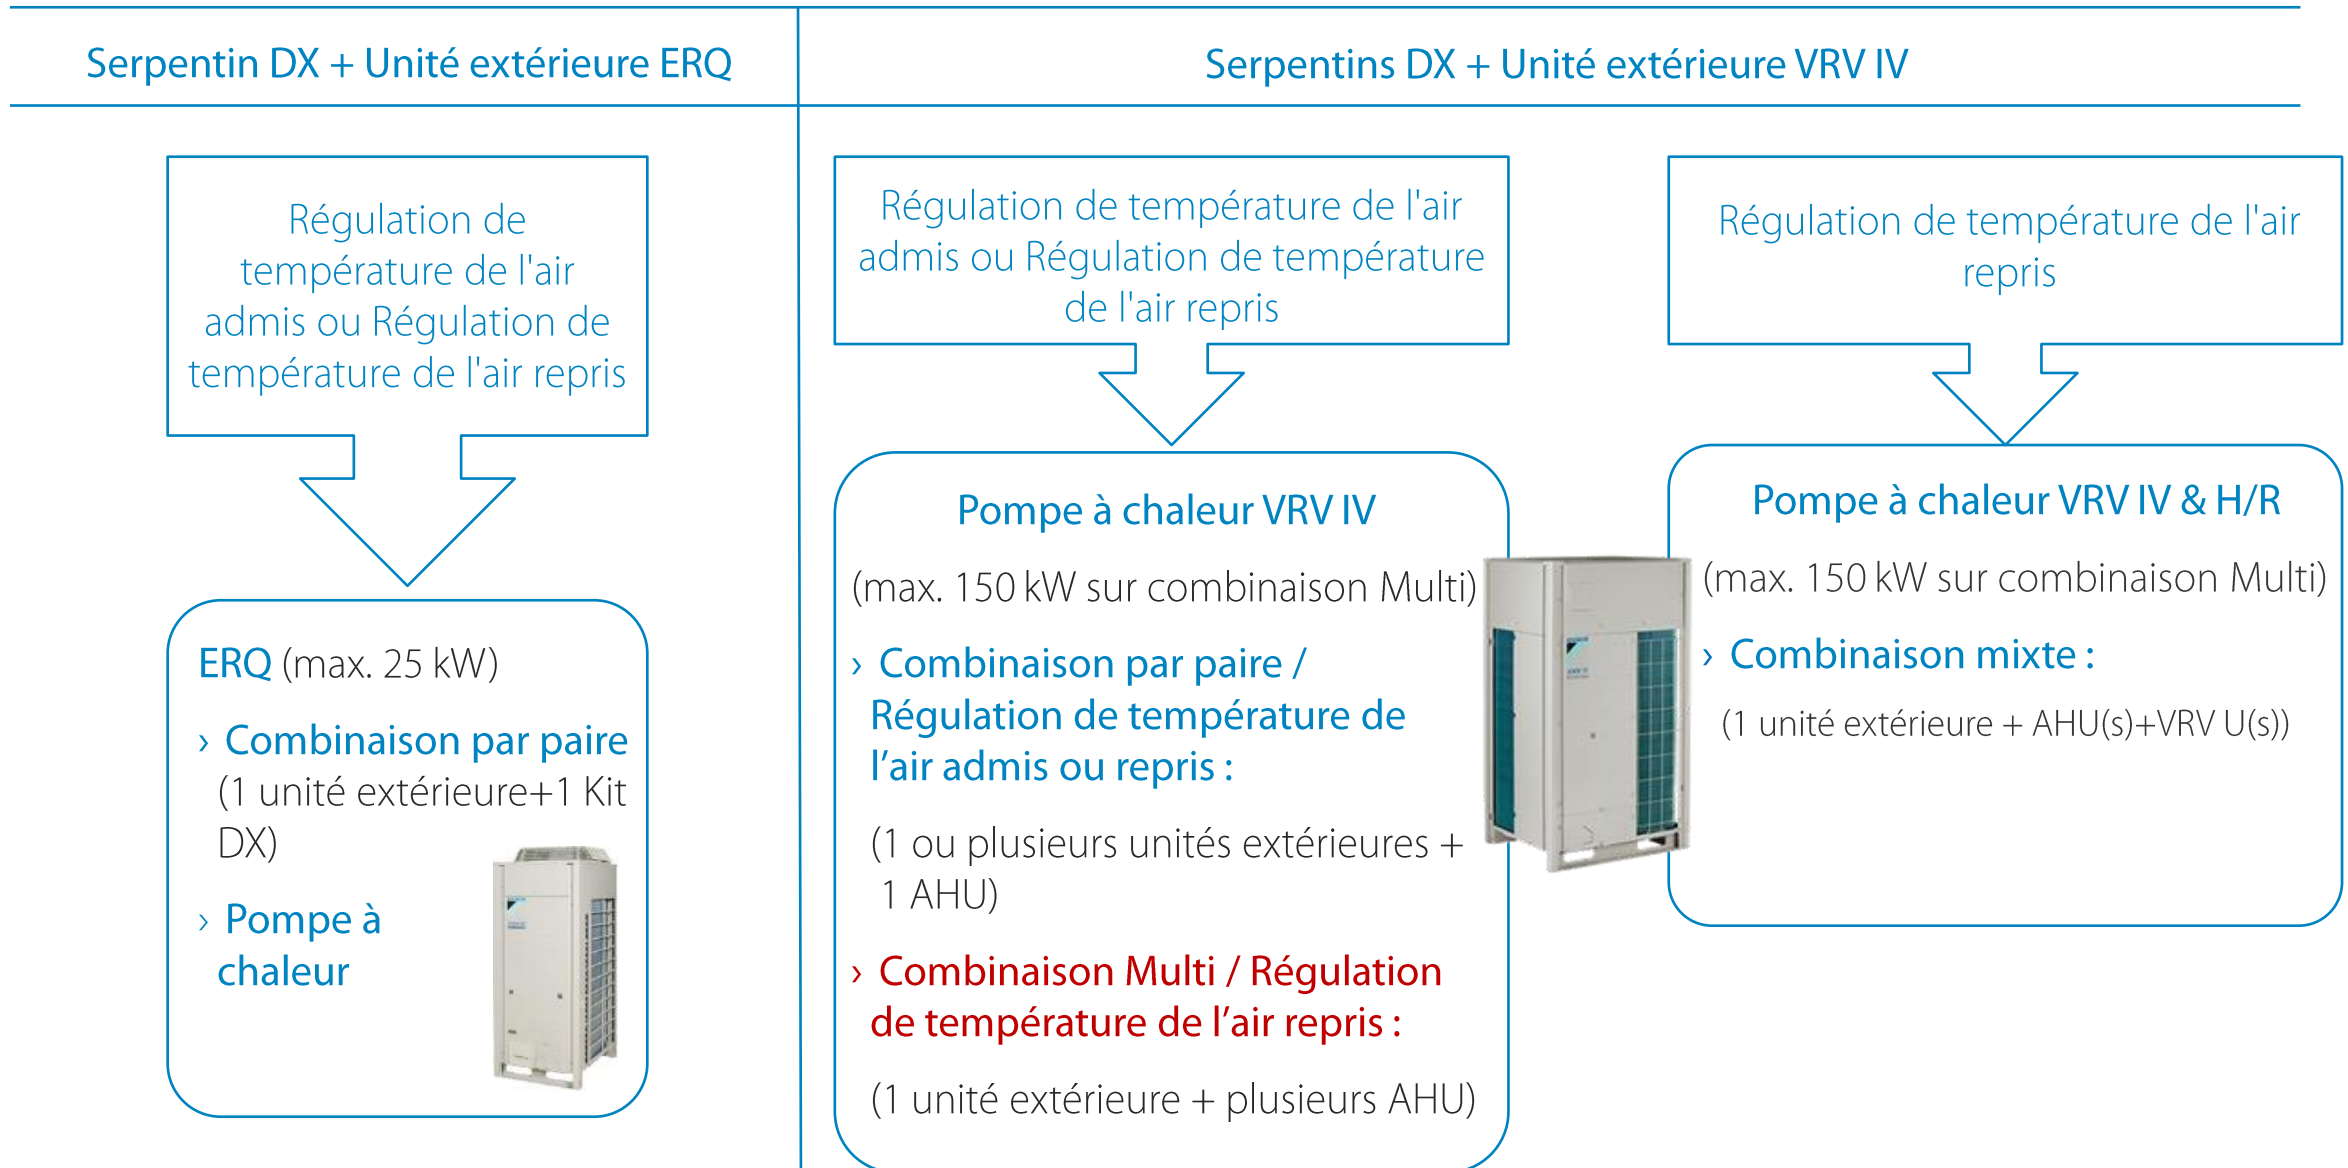 Serpentin DX + Unité extérieure ERQ
Serpentins DX + Unité extérieure VRV IV
Régulation de
température de l'air
admis ou Régulation de
température de l'air repris
Régulation de température de l'air
admis ou Régulation de température
de l'air repris
Régulation de température de l'air
repris
ERQ (max. 25 kW)
› Combinaison par paire
(1 unité extérieure+1 Kit
DX)
› Pompe à
chaleur
Pompe à chaleur VRV IV
(max. 150 kW sur combinaison Multi)
› Combinaison par paire /
Régulation de température de
l’air admis ou repris :
(1 ou plusieurs unités extérieures +
1 AHU)
› Combinaison Multi / Régulation
de température de l’air repris :
(1 unité extérieure + plusieurs AHU)
Pompe à chaleur VRV IV & H/R
(max. 150 kW sur combinaison Multi)
› Combinaison mixte :
(1 unité extérieure + AHU(s)+VRV U(s))